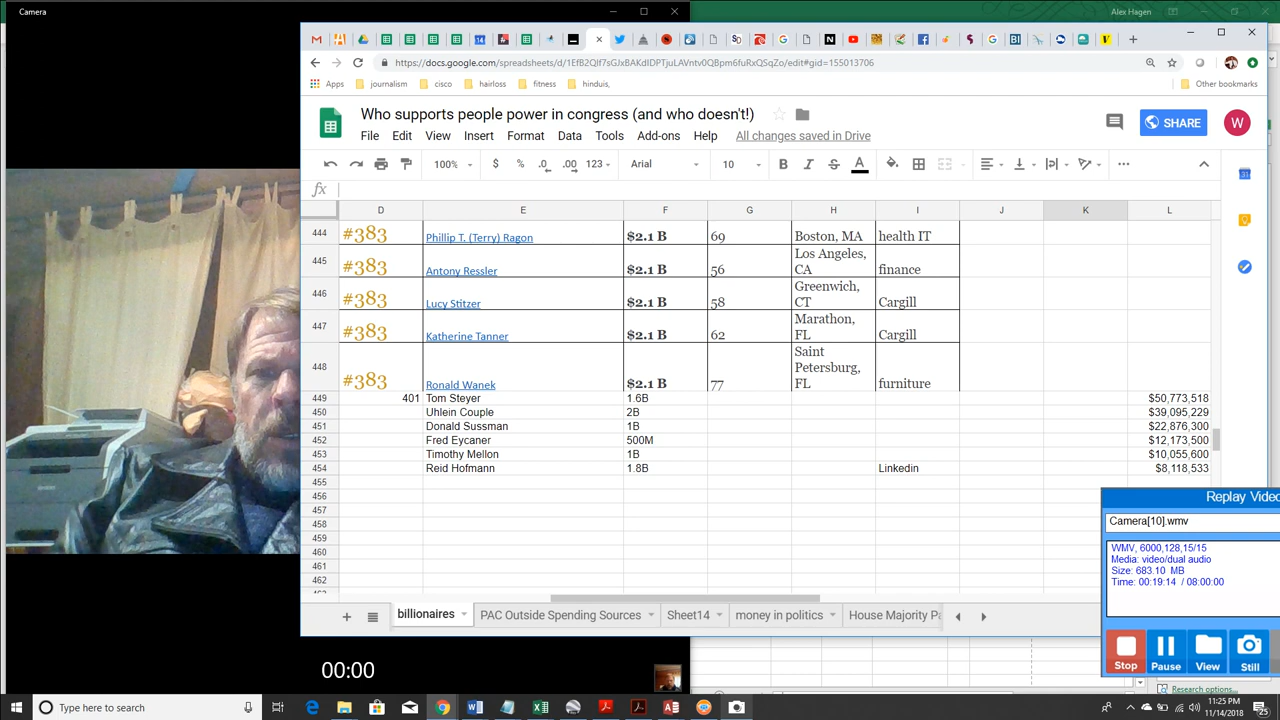 Camera
Alex Hagen
https://docs.google.com/spreadsheets/d/1EfB2Qlf7sGJxBAKdIDPTjuLAVntv0QBpm6fuRxQSqZo/edit#gid=155013706
Apps journalism cisco hairloss fitness hinduis, Other bookmarks
Who supports people power in congress (and who doesn't!)
File Edit View Insert Format Data Tools Add-ons Help All changes saved in Drive
SHARE W
100% $ % .0 .00 123 Arial 10 B I S A
fx
D E F G H I J K L
444 #383 Phillip T. (Terry) Ragon $2.1 B 69 Boston, MA health IT
445 #383 Antony Ressler $2.1 B 56 Los Angeles, CA finance
446 #383 Lucy Stitzer $2.1 B 58 Greenwich, CT Cargill
447 #383 Katherine Tanner $2.1 B 62 Marathon, FL Cargill
448 #383 Ronald Wanek $2.1 B 77 Saint Petersburg, FL furniture
449 401 Tom Steyer 1.6B $50,773,518
450 Uhlein Couple 2B $39,095,229
451 Donald Sussman 1B $22,876,300
452 Fred Eycaner 500M $12,173,500
453 Timothy Mellon 1B $10,055,600
454 Reid Hofmann 1.8B Linkedin $8,118,533
455
456
457
458
459
460
461
462
Replay Video
Camera[10].wmv
WMV, 6000,128,15/15
Media: video/dual audio
Size: 683.10 MB
Time: 00:19:14 / 08:00:00
Stop Pause View Still
billionaires PAC Outside Spending Sources Sheet14 money in politics House Majority Pa
00:00
Research options...
Type here to search
11:25 PM
11/14/2018
25